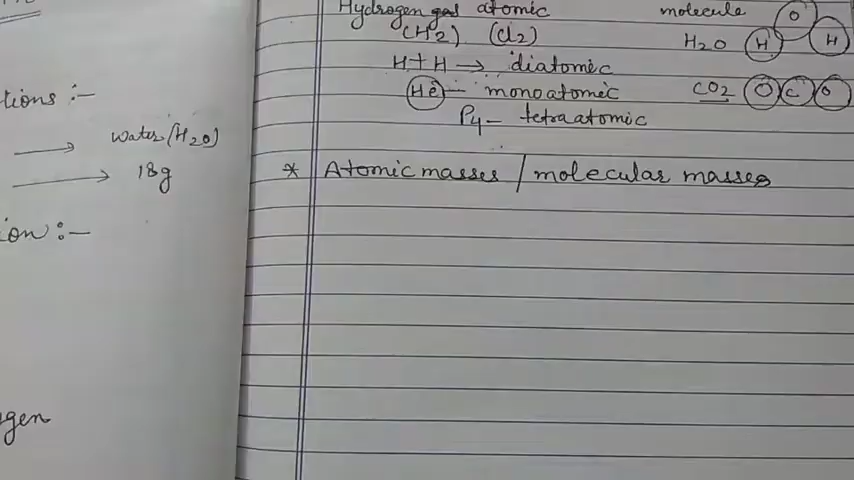 tions :-
→ Water (H2O)
→ 18g
ion :-
gen
Hydrogen gas atomic molecule O
(H2) (Cl2) H2O H H
H+H → diatomic
He - monoatomic CO2 O C O
P4 - tetraatomic
* Atomic masses / molecular masses